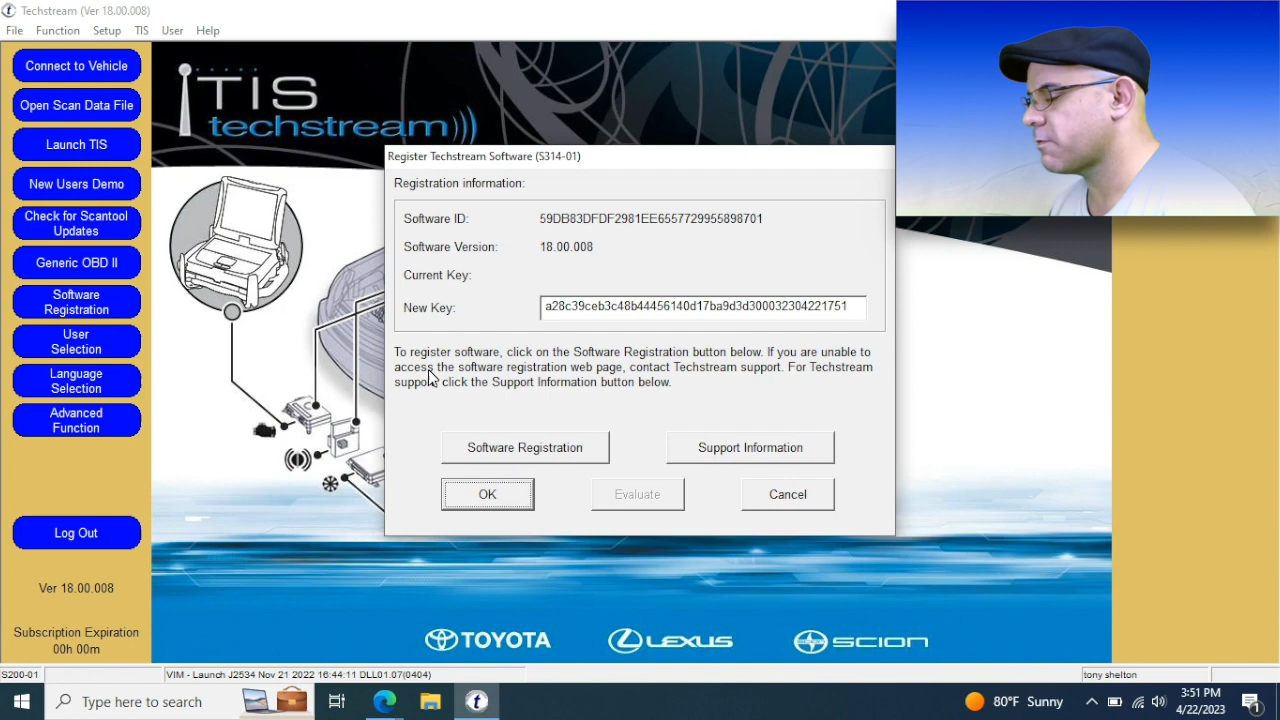 Techstream (Ver 18.00.008)
File Function Setup TIS User Help
Connect to Vehicle
Open Scan Data File
Launch TIS
New Users Demo
Check for Scantool
Updates
Generic OBD II
Software
Registration
User
Selection
Language
Selection
Advanced
Function
Log Out
Ver 18.00.008
Subscription Expiration
00h 00m
TIS
techstream
Register Techstream Software (S314-01)
Registration information:
Software ID: 59DB83DFDF2981EE6557729955898701
Software Version: 18.00.008
Current Key:
New Key: a28c39ceb3c48b44456140d17ba9d3d300032304221751
To register software, click on the Software Registration button below. If you are unable to
access the software registration web page, contact Techstream support. For Techstream
support, click the Support Information button below.
Software Registration Support Information
OK Evaluate Cancel
TOYOTA LEXUS SCION
S200-01 VIM - Launch J2534 Nov 21 2022 16:44:11 DLL01.07(0404) tony shelton
Type here to search
80°F Sunny
3:51 PM
4/22/2023
1